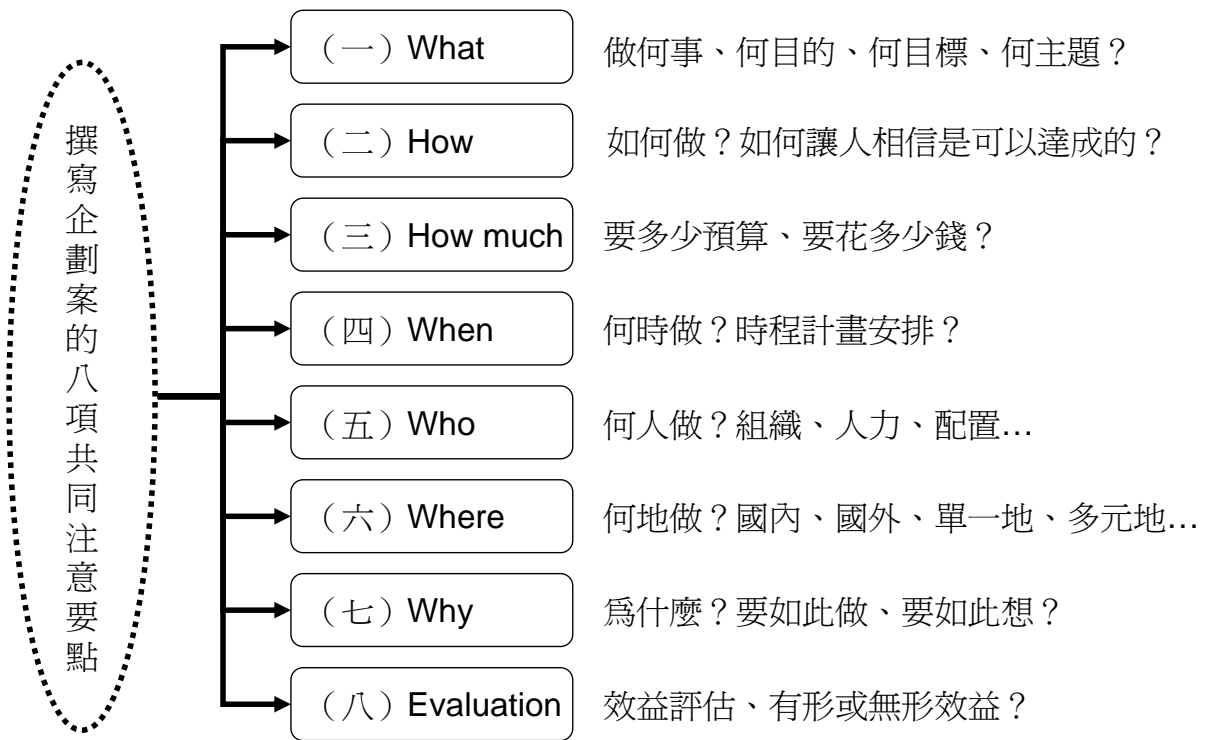 撰寫企劃案的八項共同注意要點
（一）What
做何事、何目的、何目標、何主題？
（二）How
如何做？如何讓人相信是可以達成的？
（三）How much
要多少預算、要花多少錢？
（四）When
何時做？時程計畫安排？
（五）Who
何人做？組織、人力、配置…
（六）Where
何地做？國內、國外、單一地、多元地…
（七）Why
爲什麼？要如此做、要如此想？
（八）Evaluation
效益評估、有形或無形效益？